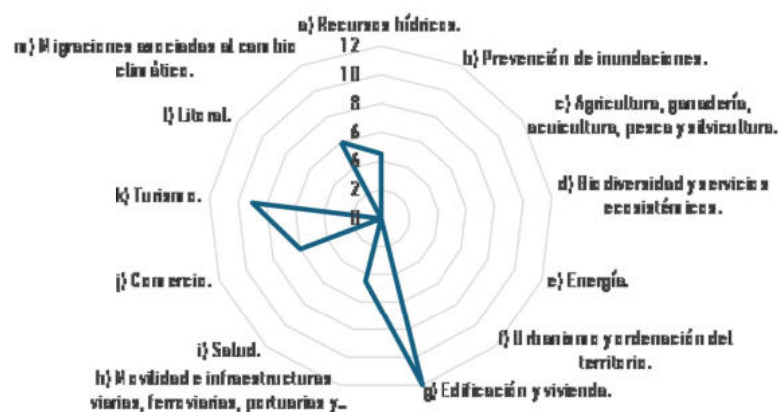 a) Recursos hídricos.
12
10
8
6
4
2
0
b) Prevención de inundaciones.
c) Agricultura, ganadería,
acuicultura, pesca y silvicultura.
d) Biodiversidad y servicios
ecosistémicos.
e) Energía.
f) Urbanismo y ordenación del
territorio.
g) Edificación y vivienda.
h) Movilidad e infraestructuras
viarias, ferroviarias, portuarias y...
i) Salud.
j) Comercio.
k) Turismo.
l) Litoral.
m) Migraciones asociadas al cambio
climático.